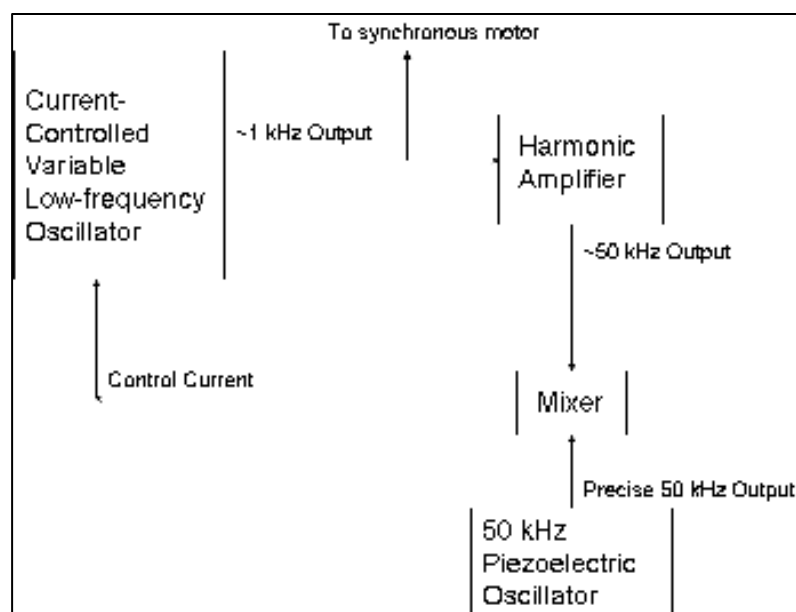 To synchronous motor
Current-
Controlled
Variable
Low-frequency
Oscillator
~1 kHz Output
Harmonic
Amplifier
~50 kHz Output
Control Current
Mixer
Precise 50 kHz Output
50 kHz
Piezoelectric
Oscillator